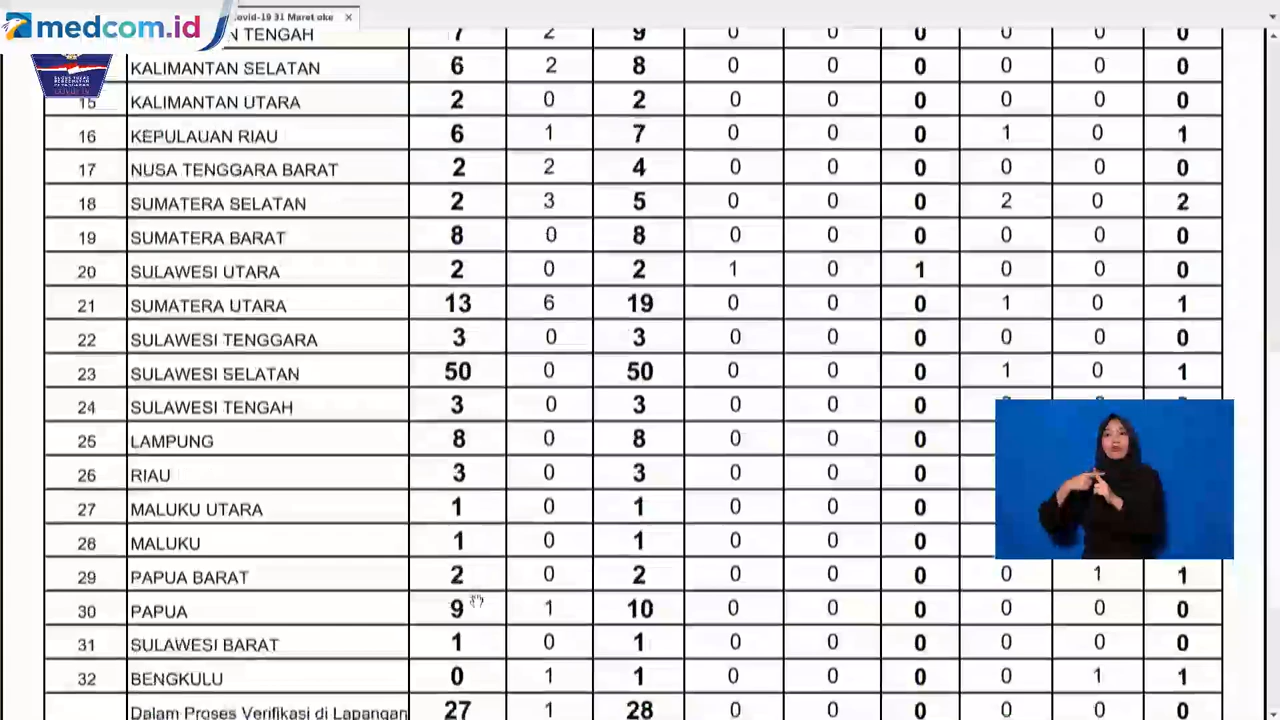 ovid-19 31 Maret oke
medcom.id
N TENGAH 7 2 9 0 0 0 0 0 0
KALIMANTAN SELATAN 6 2 8 0 0 0 0 0 0
15 KALIMANTAN UTARA 2 0 2 0 0 0 0 0 0
16 KEPULAUAN RIAU 6 1 7 0 0 0 1 0 1
17 NUSA TENGGARA BARAT 2 2 4 0 0 0 0 0 0
18 SUMATERA SELATAN 2 3 5 0 0 0 2 0 2
19 SUMATERA BARAT 8 0 8 0 0 0 0 0 0
20 SULAWESI UTARA 2 0 2 1 0 1 0 0 0
21 SUMATERA UTARA 13 6 19 0 0 0 1 0 1
22 SULAWESI TENGGARA 3 0 3 0 0 0 0 0 0
23 SULAWESI SELATAN 50 0 50 0 0 0 1 0 1
24 SULAWESI TENGAH 3 0 3 0 0 0
25 LAMPUNG 8 0 8 0 0 0
26 RIAU 3 0 3 0 0 0
27 MALUKU UTARA 1 0 1 0 0 0
28 MALUKU 1 0 1 0 0 0
29 PAPUA BARAT 2 0 2 0 0 0 0 1 1
30 PAPUA 9 1 10 0 0 0 0 0 0
31 SULAWESI BARAT 1 0 1 0 0 0 0 0 0
32 BENGKULU 0 1 1 0 0 0 0 1 1
Dalam Proses Verifikasi di Lapangan 27 1 28 0 0 0 0 0 0